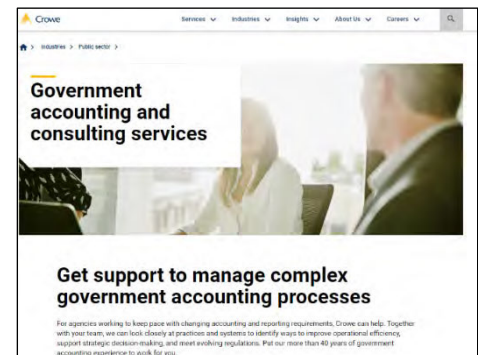 Crowe
Services Industries Insights About Us Careers
> Industries > Public sector >
Government
accounting and
consulting services
Get support to manage complex
government accounting processes
For agencies working to keep pace with changing accounting and reporting requirements, Crowe can help. Together
with your team, we can look closely at practices and systems to identify ways to improve operational efficiency,
support strategic decision-making, and meet evolving regulations. Put our more than 40 years of government
accounting experience to work for you.